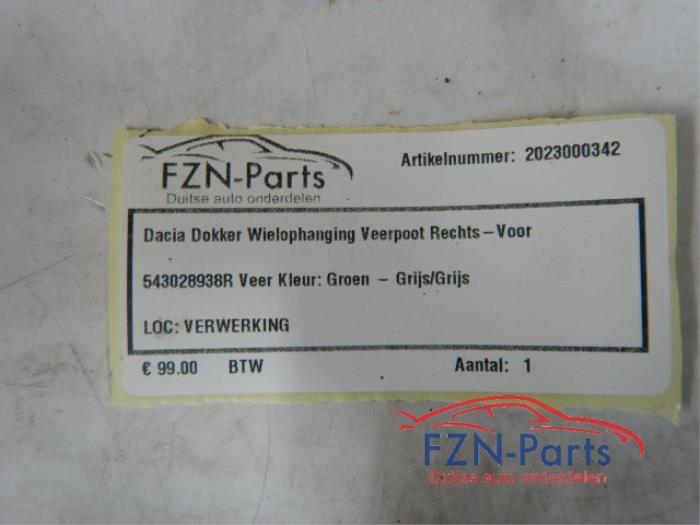 FZN-Parts
Duitse auto onderdelen
Artikelnummer: 2023000342
Dacia Dokker Wielophanging Veerpoot Rechts-Voor
543028938R Veer Kleur: Groen - Grijs/Grijs
LOC: VERWERKING
€ 99.00 BTW Aantal: 1
FZN-Parts
Duitse auto onderdelen